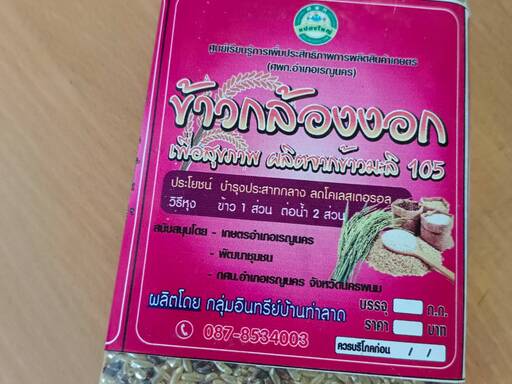 แปลงใหญ่
ศูนย์เรียนรู้การเพิ่มประสิทธิภาพการผลิตสินค้าเกษตร
(ศพก.อำเภอเรณูนคร)
ข้าวกล้องงอก
เพื่อสุขภาพ ผลิตจากข้าวมะลิ 105
ประโยชน์ บำรุงประสาทกลาง ลดโคเลสเตอรอล
วิธีหุง ข้าว 1 ส่วน ต่อน้ำ 2 ส่วน
สนับสนุนโดย - เกษตรอำเภอเรณูนคร
- พัฒนาชุมชน
- กศน.อำเภอเรณูนคร จังหวัดนครพนม
ผลิตโดย กลุ่มอินทรีย์บ้านท่าลาด
087-8534003
บรรจุ ก.ก.
ราคา บาท
ควรบริโภคก่อน / /